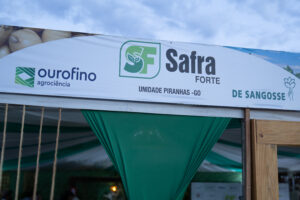 ourofino
agrociência
SF
Safra
FORTE
UNIDADE PIRANHAS -GO
DE SANGOSSE